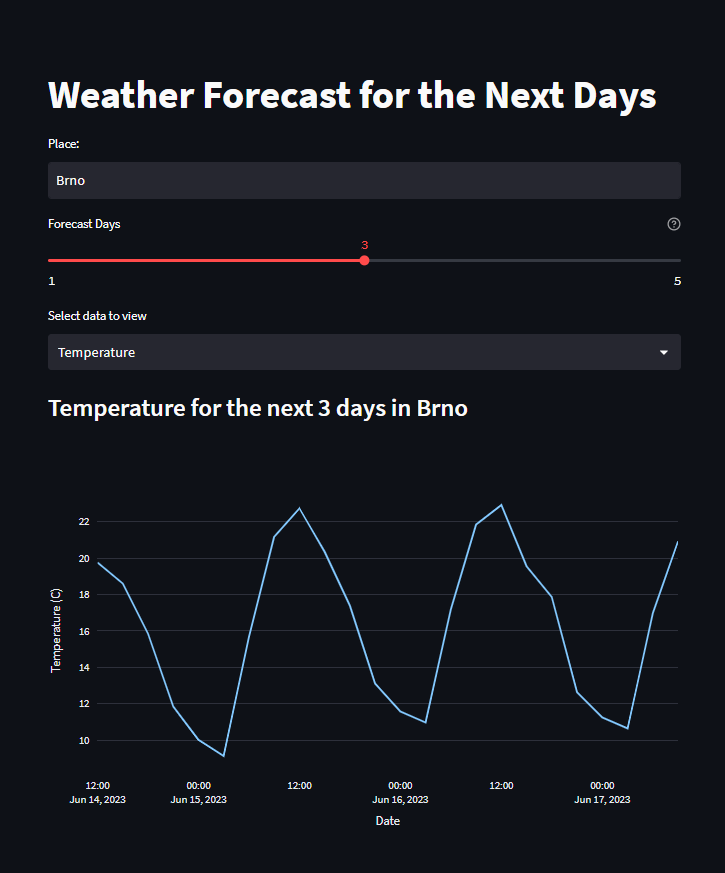 Weather Forecast for the Next Days
Place:
Brno
Forecast Days
3
1 5
Select data to view
Temperature
Temperature for the next 3 days in Brno
Temperature (C)
22
20
18
16
14
12
10
12:00 00:00 12:00 00:00 12:00 00:00
Jun 14, 2023 Jun 15, 2023 Jun 16, 2023 Jun 17, 2023
Date